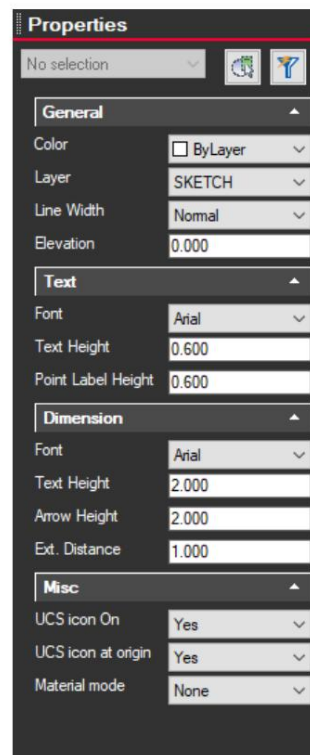 Properties
No selection
General
Color ByLayer
Layer SKETCH
Line Width Normal
Elevation 0.000
Text
Font Arial
Text Height 0.600
Point Label Height 0.600
Dimension
Font Arial
Text Height 2.000
Arrow Height 2.000
Ext. Distance 1.000
Misc
UCS icon On Yes
UCS icon at origin Yes
Material mode None